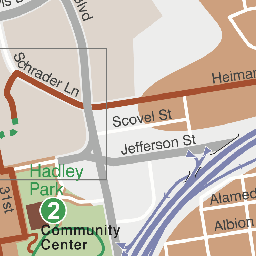 Blvd
Schrader Ln
Heiman
Scovel St
Jefferson St
Hadley
Park
31st
2
Community
Center
Alamed
Albion